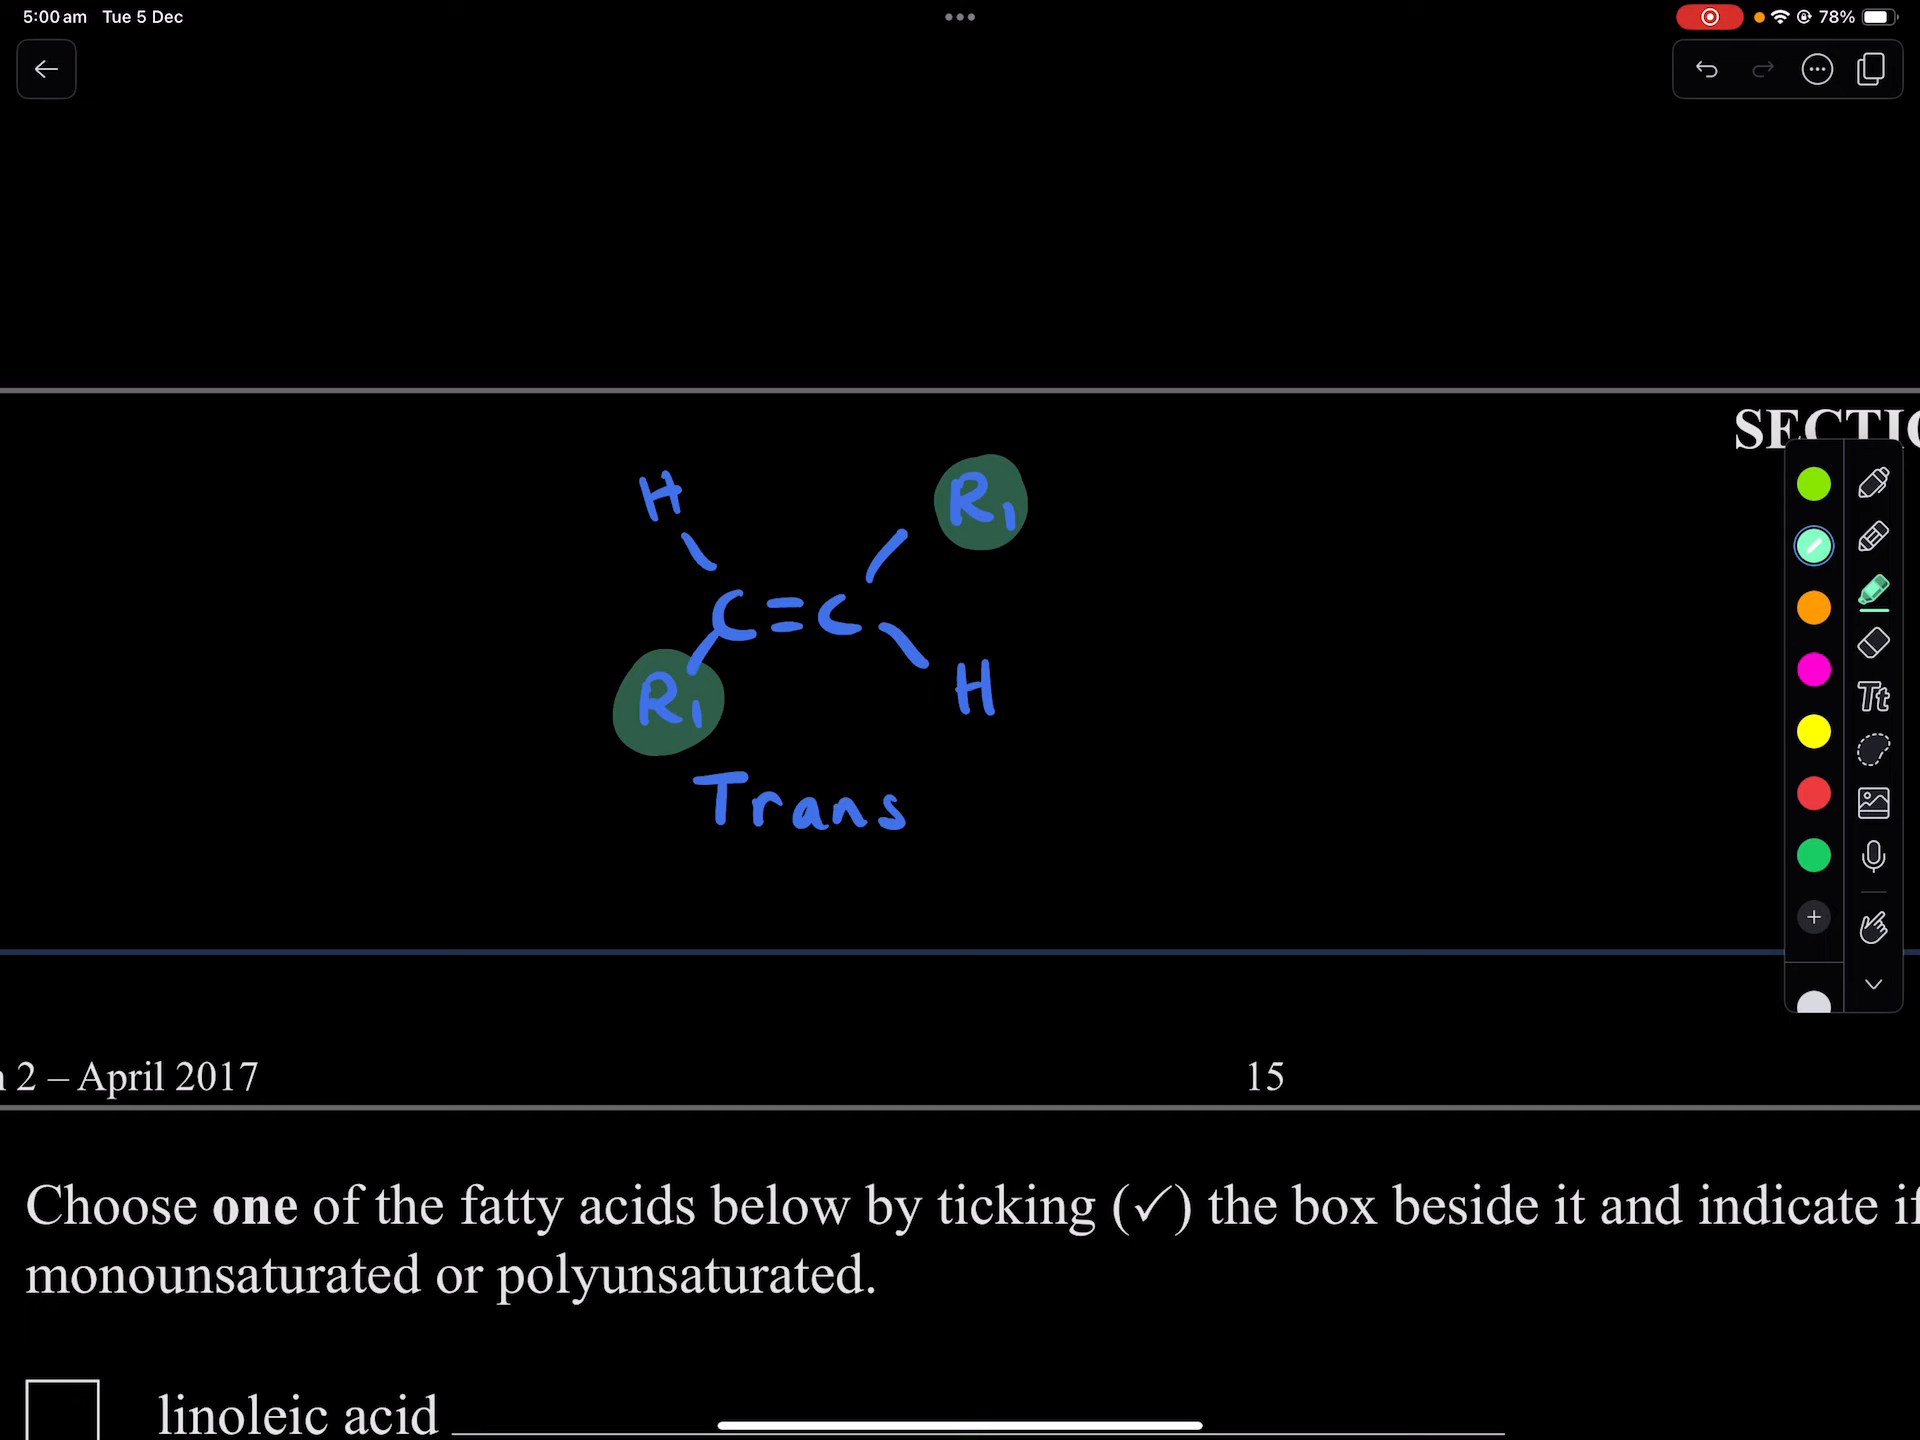 5:00 am Tue 5 Dec
78%
SECTIO
H R1
C=C
R1 H
Trans
2 – April 2017 15
Choose one of the fatty acids below by ticking (✓) the box beside it and indicate if
monounsaturated or polyunsaturated.
linoleic acid
Tt